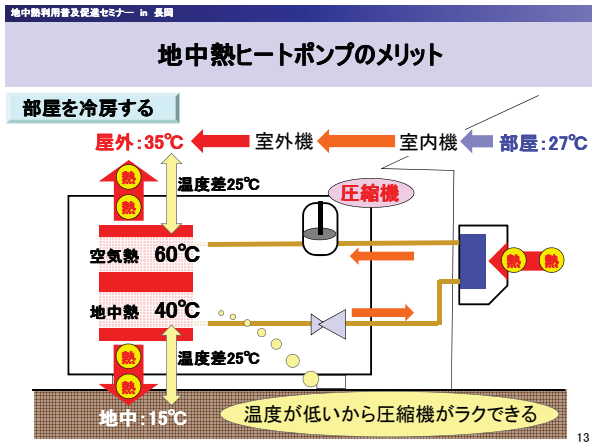 地中熱利用普及促進セミナー in 長岡
地中熱ヒートポンプのメリット
部屋を冷房する
屋外：35℃ 室外機 室内機 部屋：27℃
熱
熱
温度差25℃
圧縮機
空気熱 60℃
熱 熱
地中熱 40℃
熱
熱
温度差25℃
地中：15℃
温度が低いから圧縮機がラクできる
13